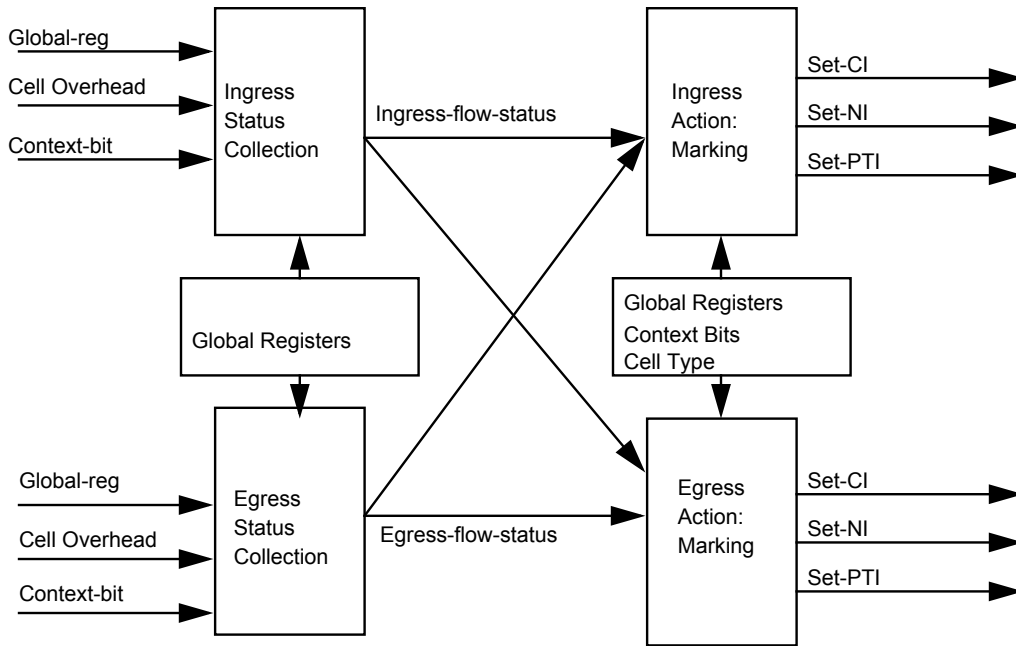 Global-reg
Cell Overhead
Context-bit
Ingress
Status
Collection
Ingress-flow-status
Ingress
Action:
Marking
Set-CI
Set-NI
Set-PTI
Global Registers
Global Registers
Context Bits
Cell Type
Global-reg
Cell Overhead
Context-bit
Egress
Status
Collection
Egress-flow-status
Egress
Action:
Marking
Set-CI
Set-NI
Set-PTI